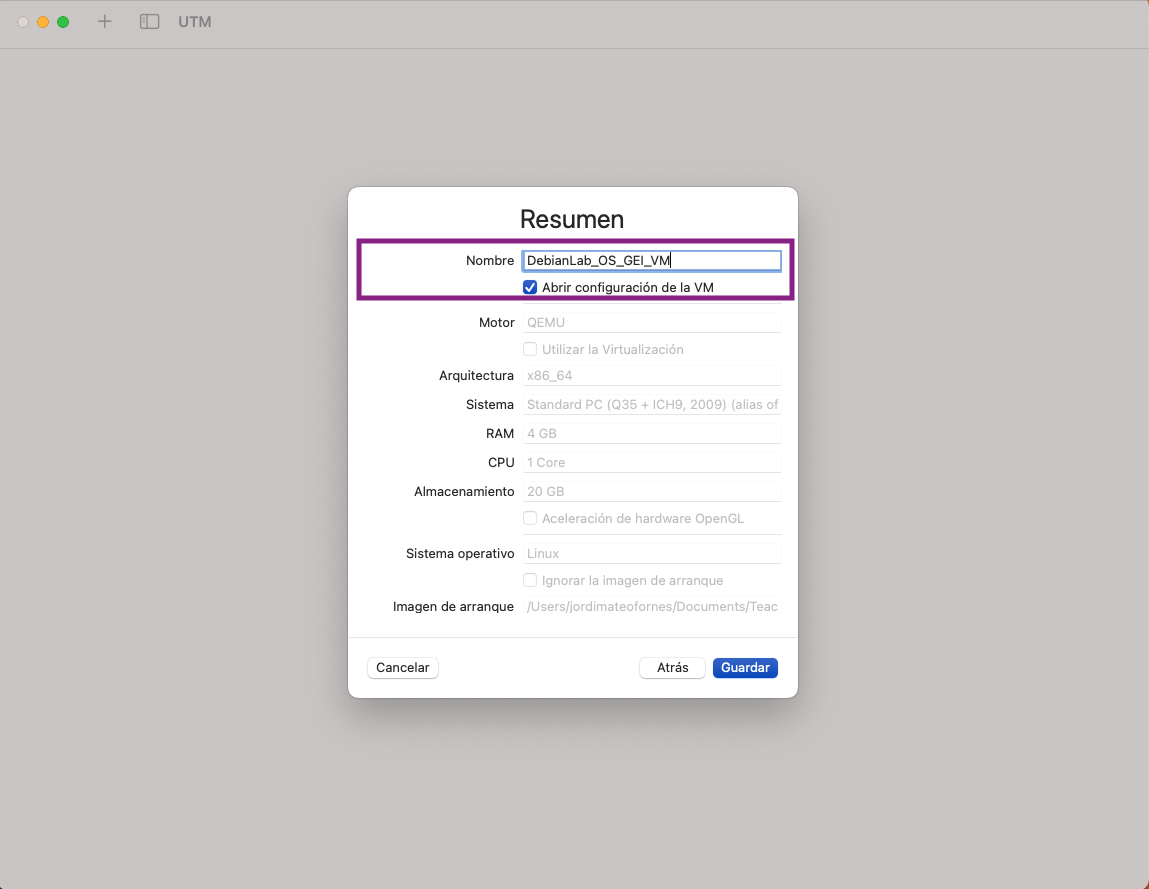 UTM
Resumen
Nombre DebianLab_OS_GEI_VM
Abrir configuración de la VM
Motor QEMU
Utilizar la Virtualización
Arquitectura x86_64
Sistema Standard PC (Q35 + ICH9, 2009) (alias of
RAM 4 GB
CPU 1 Core
Almacenamiento 20 GB
Aceleración de hardware OpenGL
Sistema operativo Linux
Ignorar la imagen de arranque
Imagen de arranque /Users/jordimateofornes/Documents/Teac
Cancelar Atrás Guardar